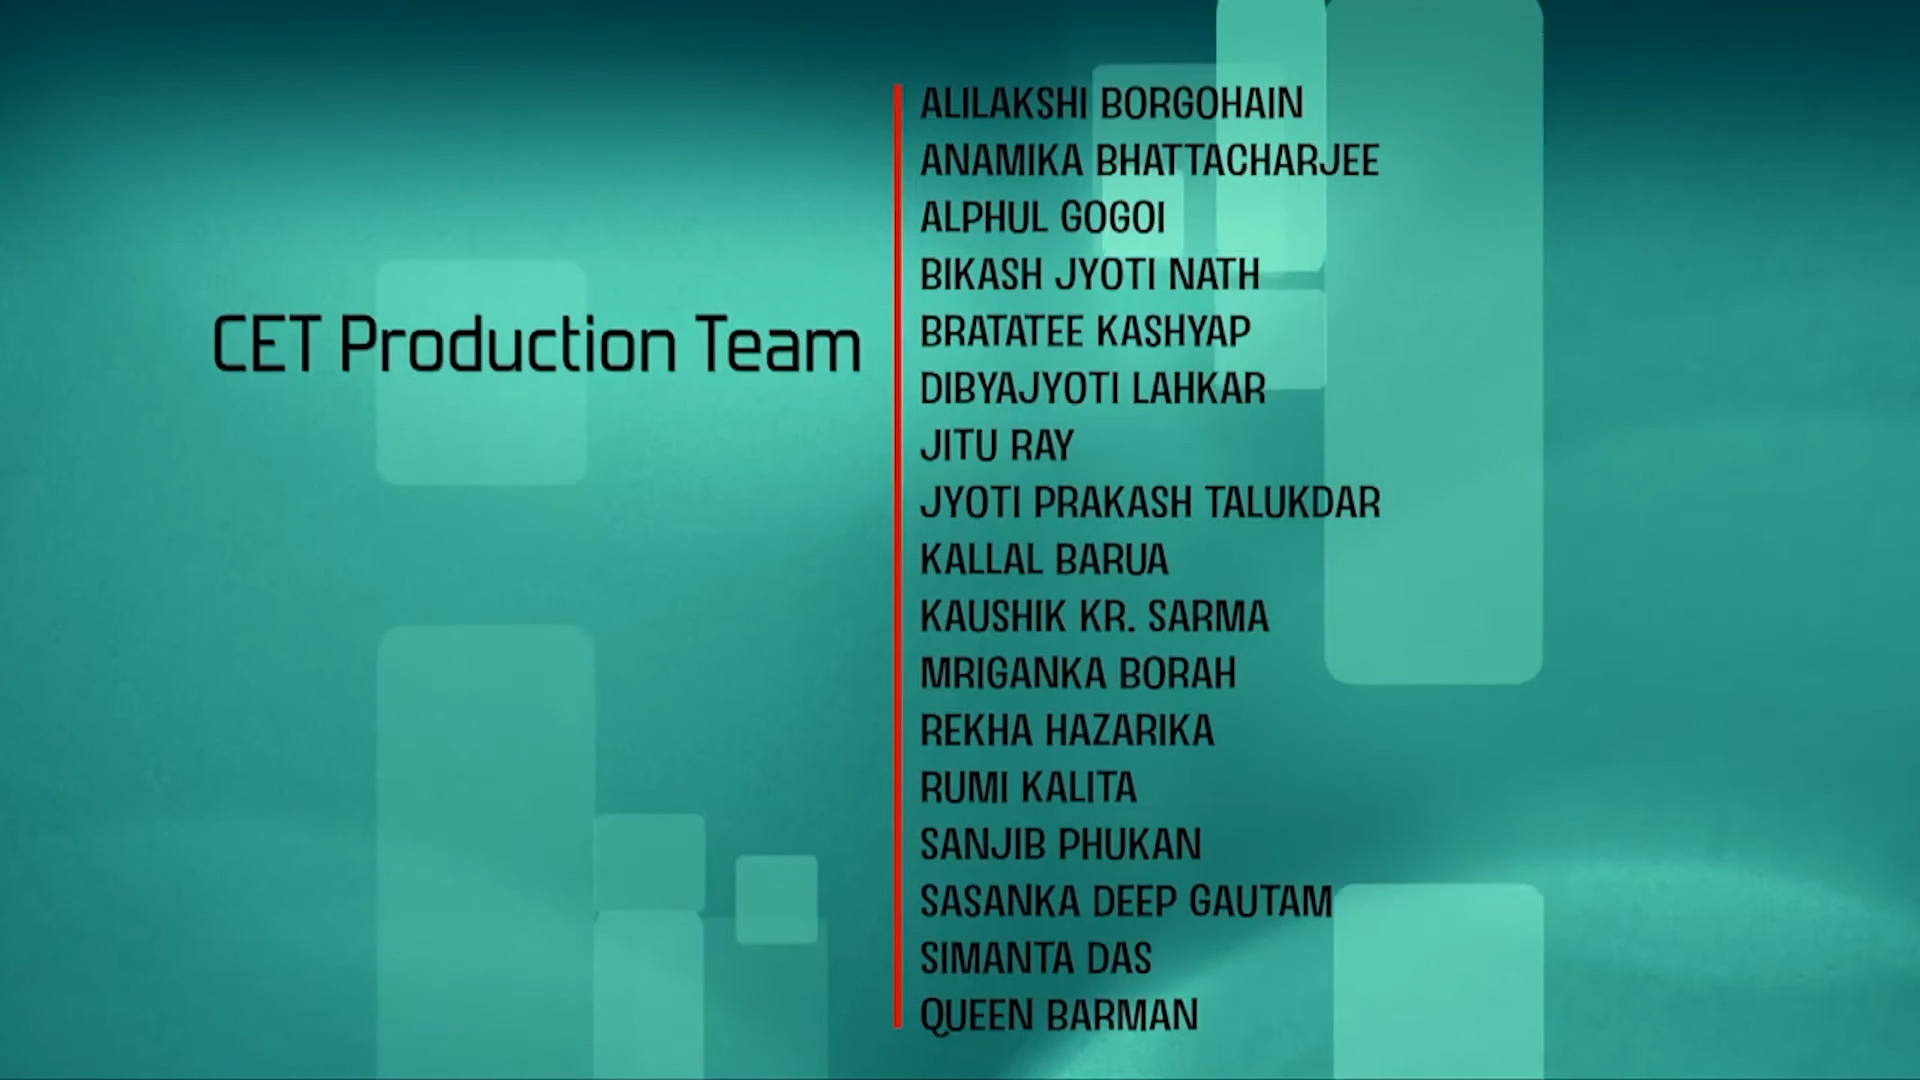 CET Production Team
ALILAKSHI BORGOHAIN
ANAMIKA BHATTACHARJEE
ALPHUL GOGOI
BIKASH JYOTI NATH
BRATATEE KASHYAP
DIBYAJYOTI LAHKAR
JITU RAY
JYOTI PRAKASH TALUKDAR
KALLAL BARUA
KAUSHIK KR. SARMA
MRIGANKA BORAH
REKHA HAZARIKA
RUMI KALITA
SANJIB PHUKAN
SASANKA DEEP GAUTAM
SIMANTA DAS
QUEEN BARMAN